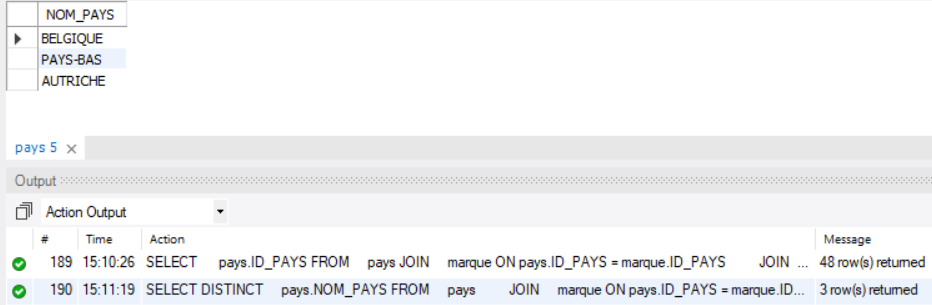 NOM_PAYS
BELGIQUE
PAYS-BAS
AUTRICHE
pays 5 ×
Output
Action Output
# Time Action Message
189 15:10:26 SELECT pays.ID_PAYS FROM pays JOIN marque ON pays.ID_PAYS = marque.ID_PAYS JOIN ... 48 row(s) returned
190 15:11:19 SELECT DISTINCT pays.NOM_PAYS FROM pays JOIN marque ON pays.ID_PAYS = marque.ID... 3 row(s) returned